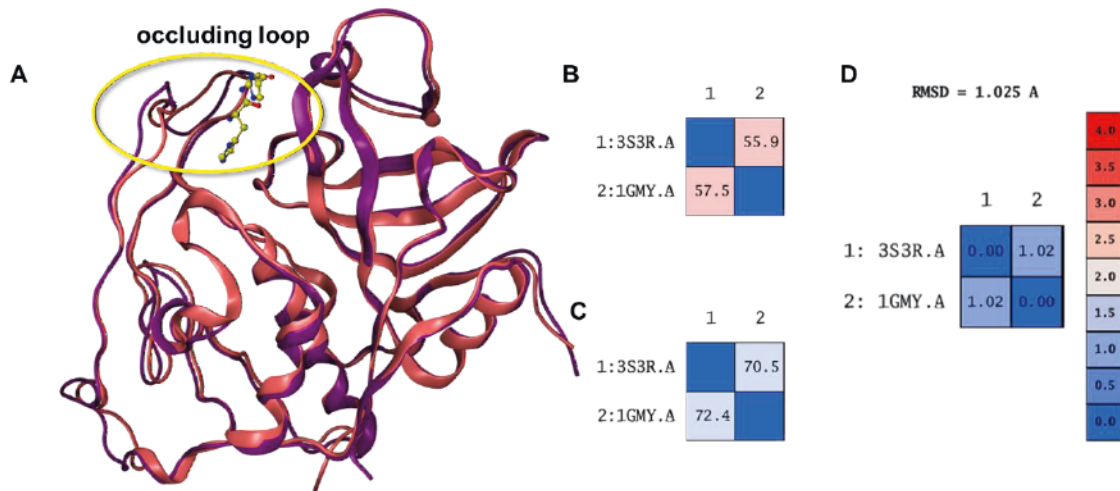 occluding loop
A
B
1 2
1:3S3R.A 55.9
2:1GMY.A 57.5
C
1 2
1:3S3R.A 70.5
2:1GMY.A 72.4
D
RMSD = 1.025 A
1 2
1: 3S3R.A 0.00 1.02
2: 1GMY.A 1.02 0.00
4.0
3.5
3.0
2.5
2.0
1.5
1.0
0.5
0.0